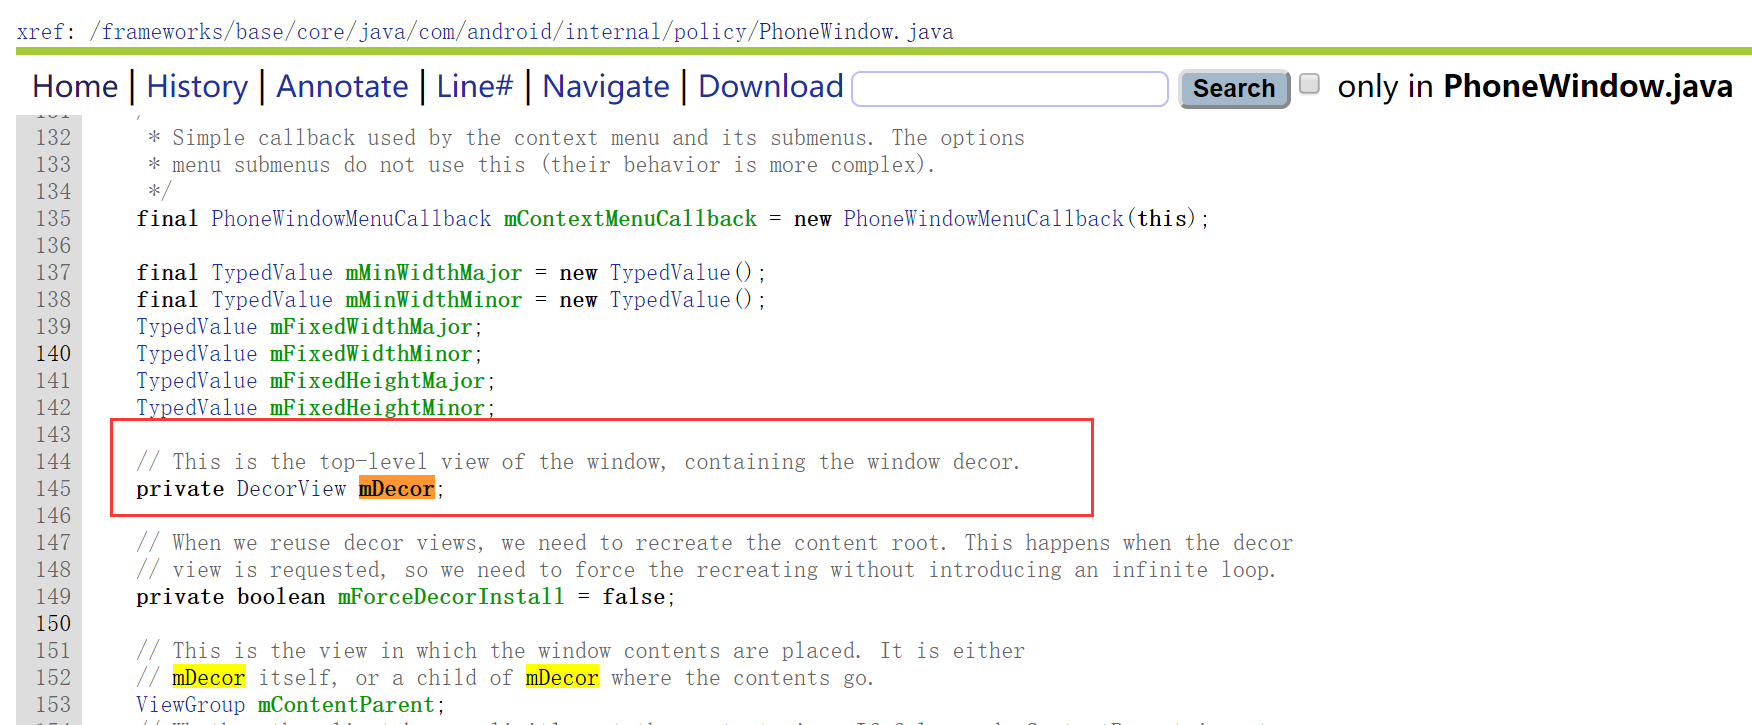 xref: /frameworks/base/core/java/com/android/internal/policy/PhoneWindow.java
Home | History | Annotate | Line# | Navigate | Download Search only in PhoneWindow.java
132 * Simple callback used by the context menu and its submenus. The options
133 * menu submenus do not use this (their behavior is more complex).
134 */
135 final PhoneWindowMenuCallback mContextMenuCallback = new PhoneWindowMenuCallback(this);
136
137 final TypedValue mMinWidthMajor = new TypedValue();
138 final TypedValue mMinWidthMinor = new TypedValue();
139 TypedValue mFixedWidthMajor;
140 TypedValue mFixedWidthMinor;
141 TypedValue mFixedHeightMajor;
142 TypedValue mFixedHeightMinor;
143
144 // This is the top-level view of the window, containing the window decor.
145 private DecorView mDecor;
146
147 // When we reuse decor views, we need to recreate the content root. This happens when the decor
148 // view is requested, so we need to force the recreating without introducing an infinite loop.
149 private boolean mForceDecorInstall = false;
150
151 // This is the view in which the window contents are placed. It is either
152 // mDecor itself, or a child of mDecor where the contents go.
153 ViewGroup mContentParent;